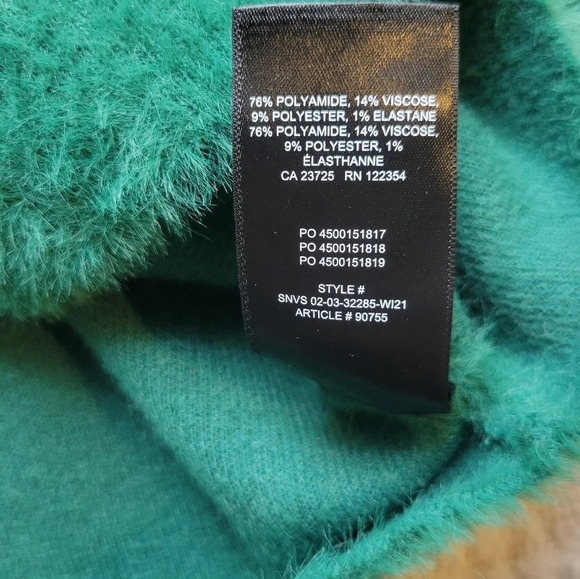 76% POLYAMIDE, 14% VISCOSE,
9% POLYESTER, 1% ELASTANE
76% POLYAMIDE, 14% VISCOSE,
9% POLYESTER, 1%
ÉLASTHANNE
CA 23725 RN 122354
PO 4500151817
PO 4500151818
PO 4500151819
STYLE #
SNVS 02-03-32285-WI21
ARTICLE # 90755